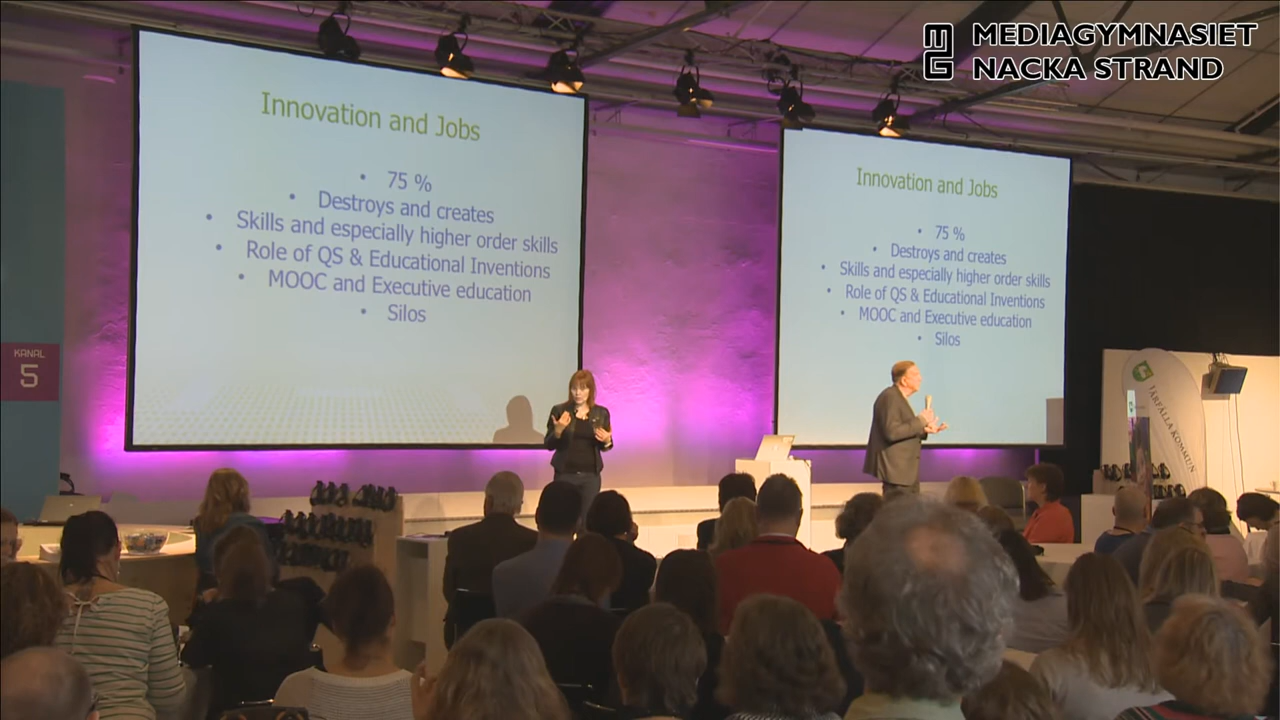 MEDIAGYMNASIET
NACKA STRAND
Innovation and Jobs
• 75 %
• Destroys and creates
• Skills and especially higher order skills
• Role of QS & Educational Inventions
• MOOC and Executive education
• Silos
Innovation and Jobs
• 75 %
• Destroys and creates
• Skills and especially higher order skills
• Role of QS & Educational Inventions
• MOOC and Executive education
• Silos
KANAL
5
JÄRFÄLLA KOMMUN